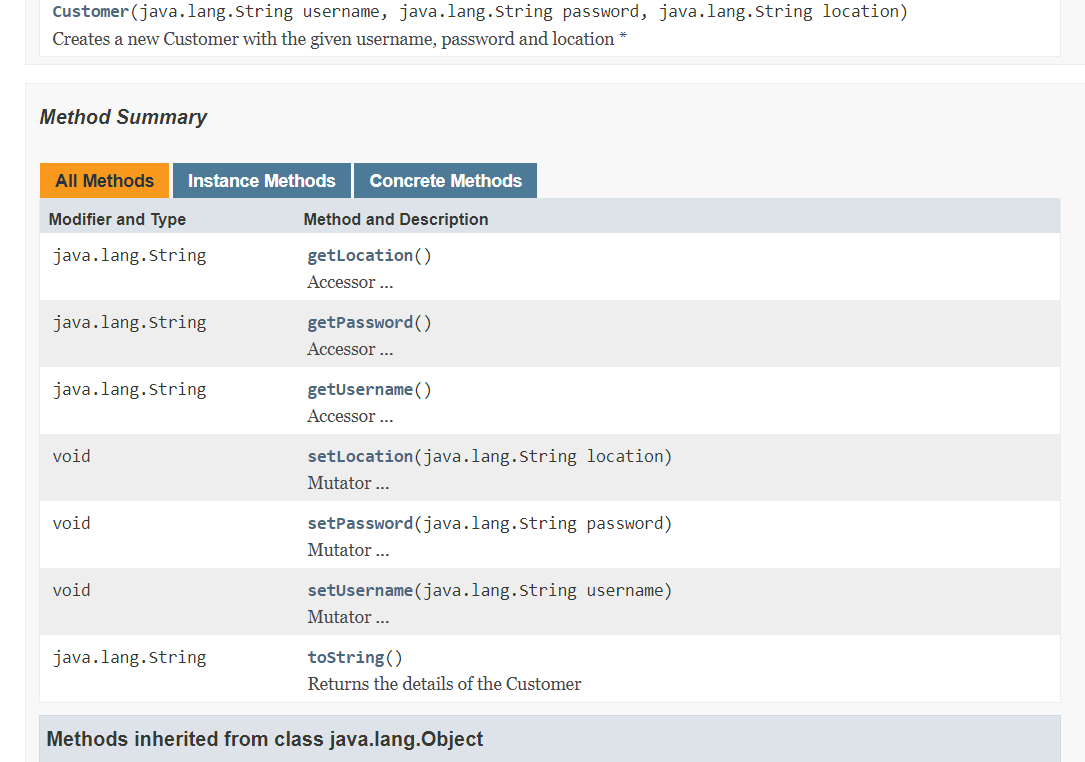 Customer(java.lang.String username, java.lang.String password, java.lang.String location)
Creates a new Customer with the given username, password and location *
Method Summary
All Methods Instance Methods Concrete Methods
Modifier and Type Method and Description
java.lang.String getLocation()
Accessor ...
java.lang.String getPassword()
Accessor ...
java.lang.String getUsername()
Accessor ...
void setLocation(java.lang.String location)
Mutator ...
void setPassword(java.lang.String password)
Mutator ...
void setUsername(java.lang.String username)
Mutator ...
java.lang.String toString()
Returns the details of the Customer
Methods inherited from class java.lang.Object